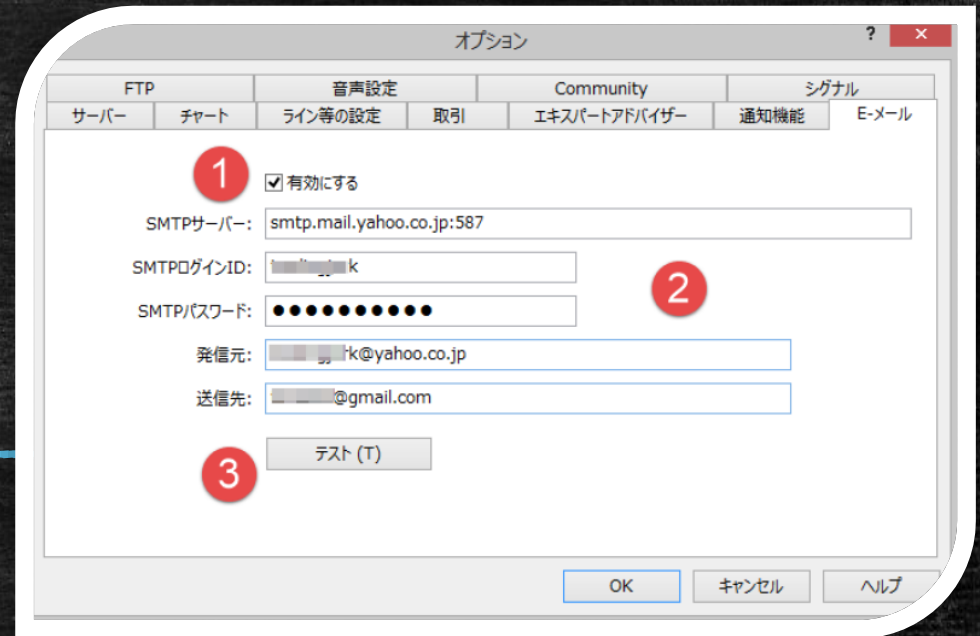 オプション
? ×
FTP 音声設定 Community シグナル
サーバー チャート ライン等の設定 取引 エキスパートアドバイザー 通知機能 E-メール
1 有効にする
SMTPサーバー: smtp.mail.yahoo.co.jp:587
SMTPログインID: k
2
SMTPパスワード: ●●●●●●●●●●
発信元: rk@yahoo.co.jp
送信先: @gmail.com
テスト (T)
3
OK キャンセル ヘルプ